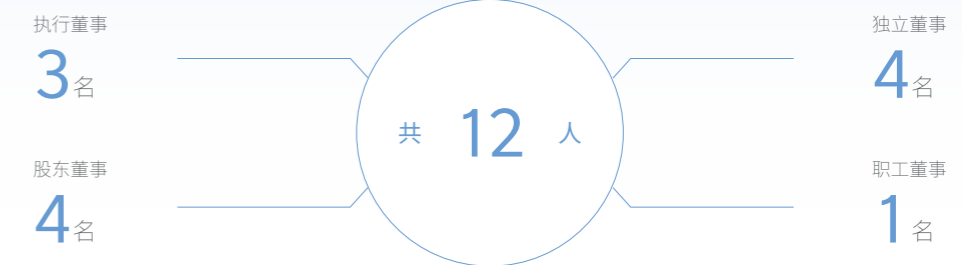 执行董事
3名
股东董事
4名
共 12 人
独立董事
4名
职工董事
1名